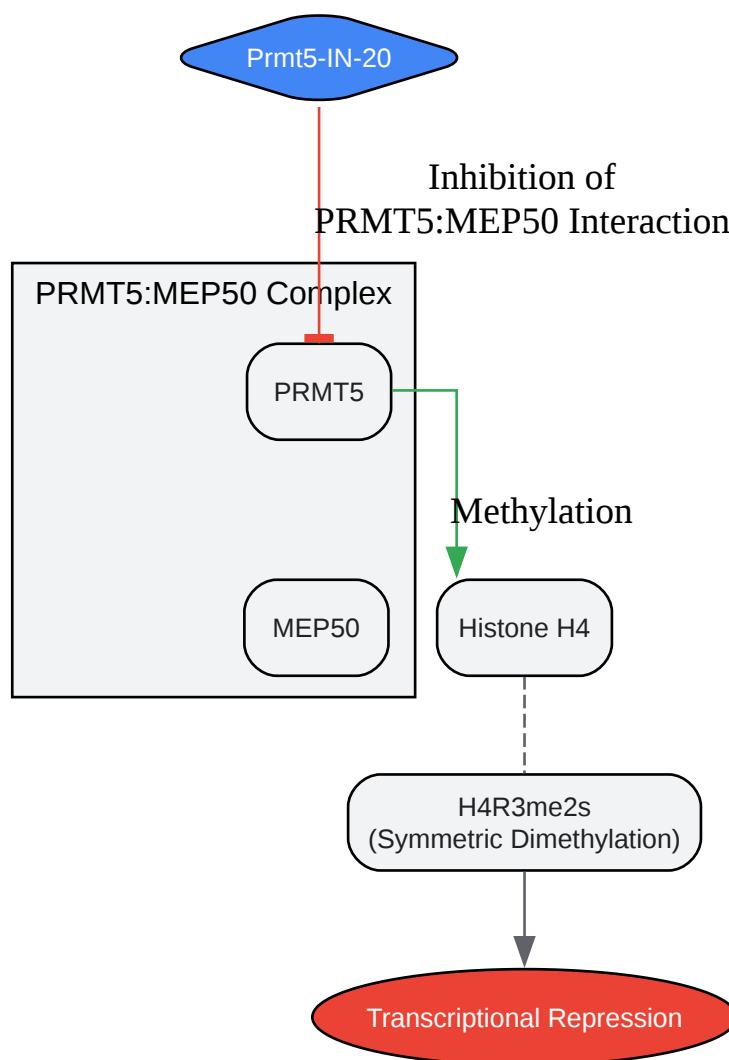 Prmt5-IN-20
Inhibition of
PRMT5:MEP50 Interaction
PRMT5:MEP50 Complex
PRMT5
Methylation
MEP50
Histone H4
H4R3me2s
(Symmetric Dimethylation)
Transcriptional Repression